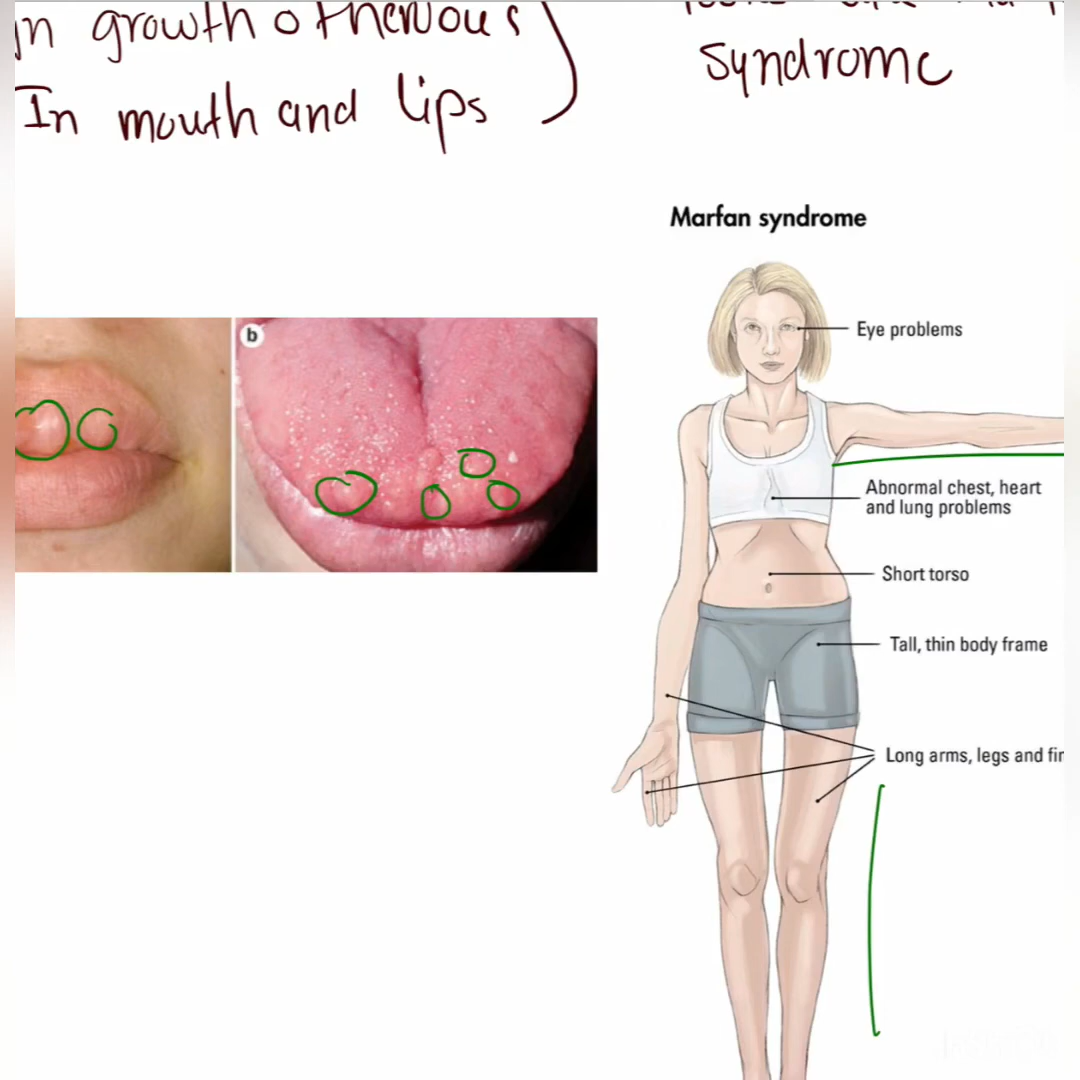 growth of nervous
In mouth and lips
Syndrome
Marfan syndrome
b
Eye problems
Abnormal chest, heart
and lung problems
Short torso
Tall, thin body frame
Long arms, legs and